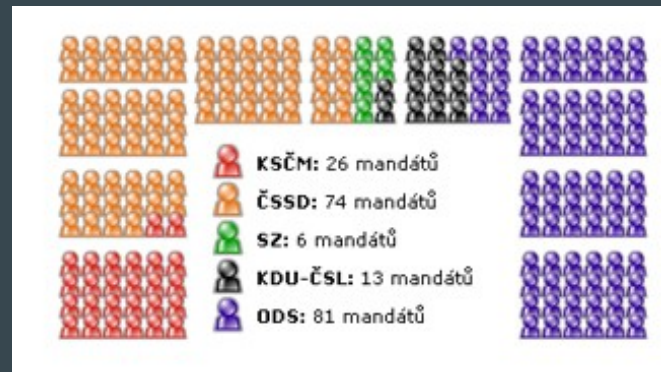 KSČM: 26 mandátů
ČSSD: 74 mandátů
SZ: 6 mandátů
KDU-ČSL: 13 mandátů
ODS: 81 mandátů